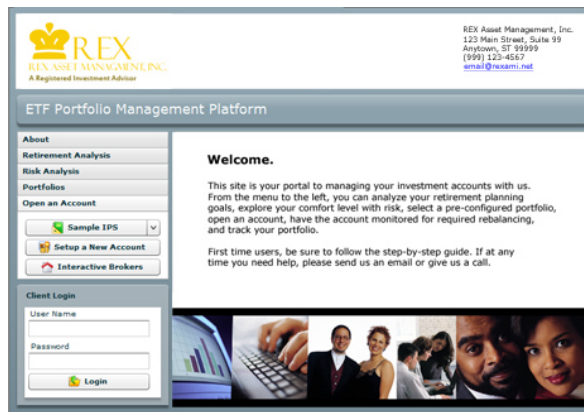 REX
REX ASSET MANAGMENT, INC.
A Registered Investment Advisor
REX Asset Management, Inc.
123 Main Street, Suite 99
Anytown, ST 99999
(999) 123-4567
email@rexami.net
ETF Portfolio Management Platform
About
Retirement Analysis
Risk Analysis
Portfolios
Open an Account
Sample IPS
Setup a New Account
Interactive Brokers
Client Login
User Name
Password
Login
Welcome.
This site is your portal to managing your investment accounts with us.
From the menu to the left, you can analyze your retirement planning
goals, explore your comfort level with risk, select a pre-configured portfolio,
open an account, have the account monitored for required rebalancing,
and track your portfolio.
First time users, be sure to follow the step-by-step guide. If at any
time you need help, please send us an email or give us a call.